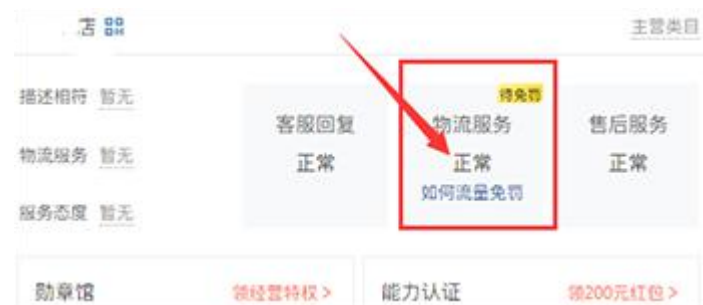 店
主营类目
描述相符 暂无
物流服务 暂无
服务态度 暂无
客服回复
正常
待免罚
物流服务
正常
如何流量免罚
售后服务
正常
勋章馆
领经营特权 >
能力认证
领200元红包 >